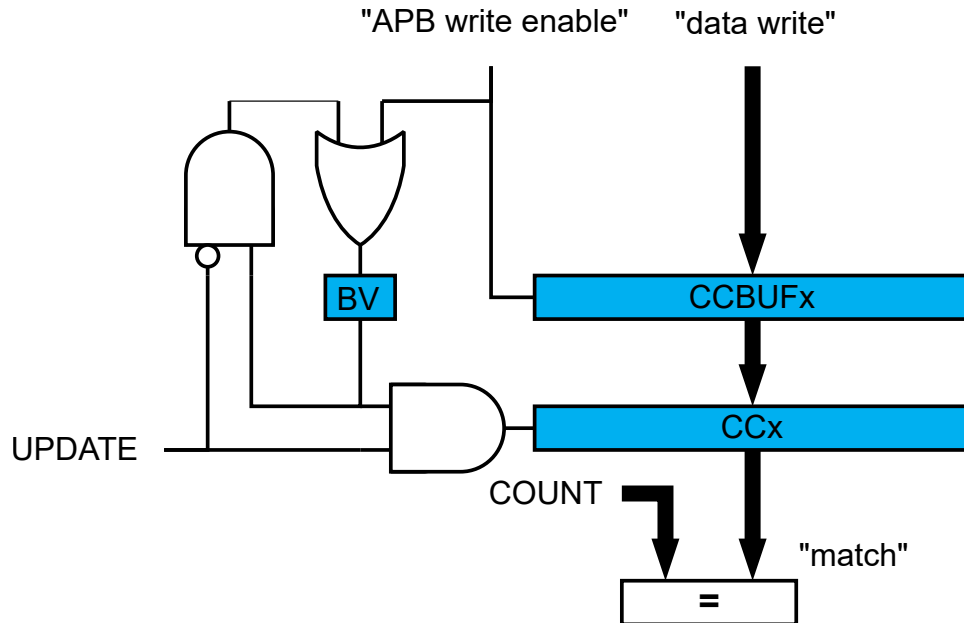 "APB write enable"
"data write"
BV
CCBUFx
CCx
UPDATE
COUNT
"match"
=